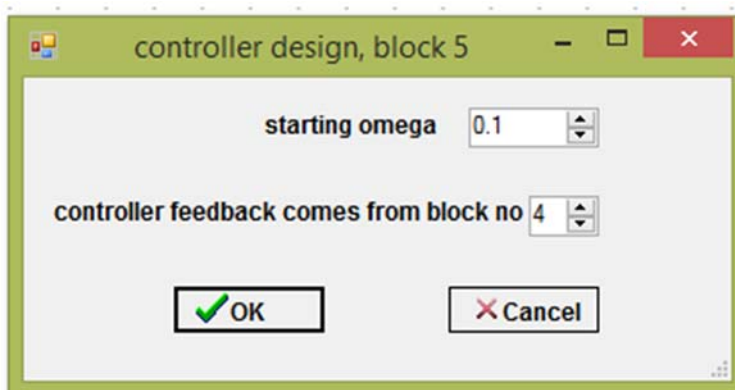 controller design, block 5
starting omega 0.1
controller feedback comes from block no 4
OK Cancel